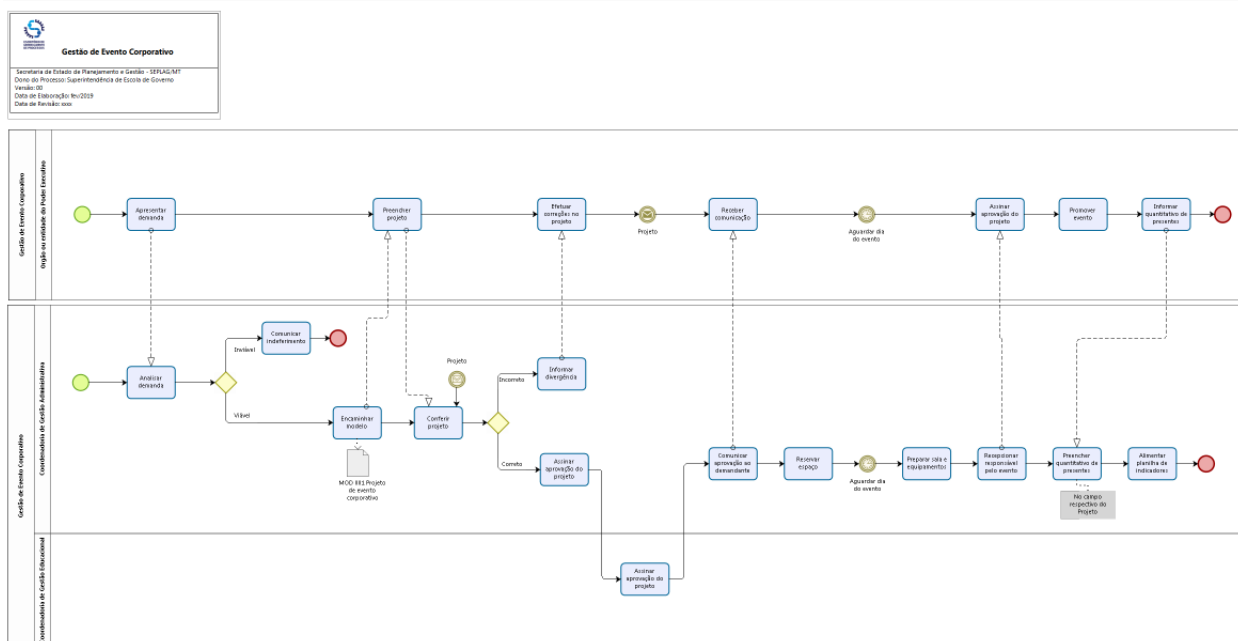 Gestão de Evento Corporativo
Secretaria de Estado de Planejamento e Gestão - SEPLAG/MT
Dono do Processo: Superintendência de Escola de Governo
Versão: 00
Data de Elaboração: fev/2019
Data de Revisão: xxxx
Gestão de Evento Corporativo
Orgão ou entidade do Poder Executivo
Apresentar
demanda
Preencher
projeto
Efetuar
correções no
projeto
Projeto
Receber
comunicação
Aguardar dia
do evento
Assinar
aprovação do
projeto
Promover
evento
Informar
quantitativo de
presentes
Gestão de Evento Corporativo
Coordenadoria de Gestão Administrativa
Analisar
demanda
Inviável
Comunicar
indeferimento
Viável
Encaminhar
modelo
MOD
Projeto
de evento
corporativo
Conferir
projeto
Projeto
Incorreto
Informar
divergência
Correto
Assinar
aprovação do
projeto
Comunicar
aprovação ao
demandante
Reservar
espaço
Aguardar dia
do evento
Preparar sala e
equipamentos
Recepcionar
responsável
pelo evento
Preencher
quantitativo de
presentes
No campo
respectivo do
Projeto
Alimentar
planilha de
indicadores
Coordenadoria de Gestão Educacional
Assinar
aprovação do
projeto